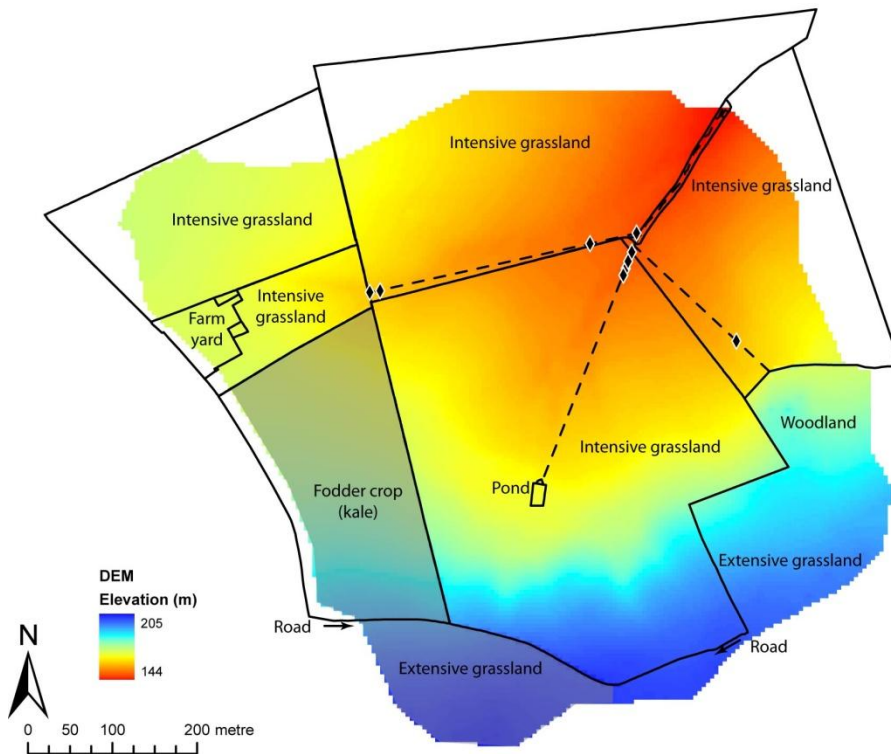 Intensive grassland
Intensive grassland
Intensive grassland
Farm
yard
Intensive
grassland
Woodland
Intensive grassland
Pond
Fodder crop
(kale)
Extensive grassland
DEM
Elevation (m)
205
144
Road
Road
Extensive grassland
N
0 50 100 200 metre